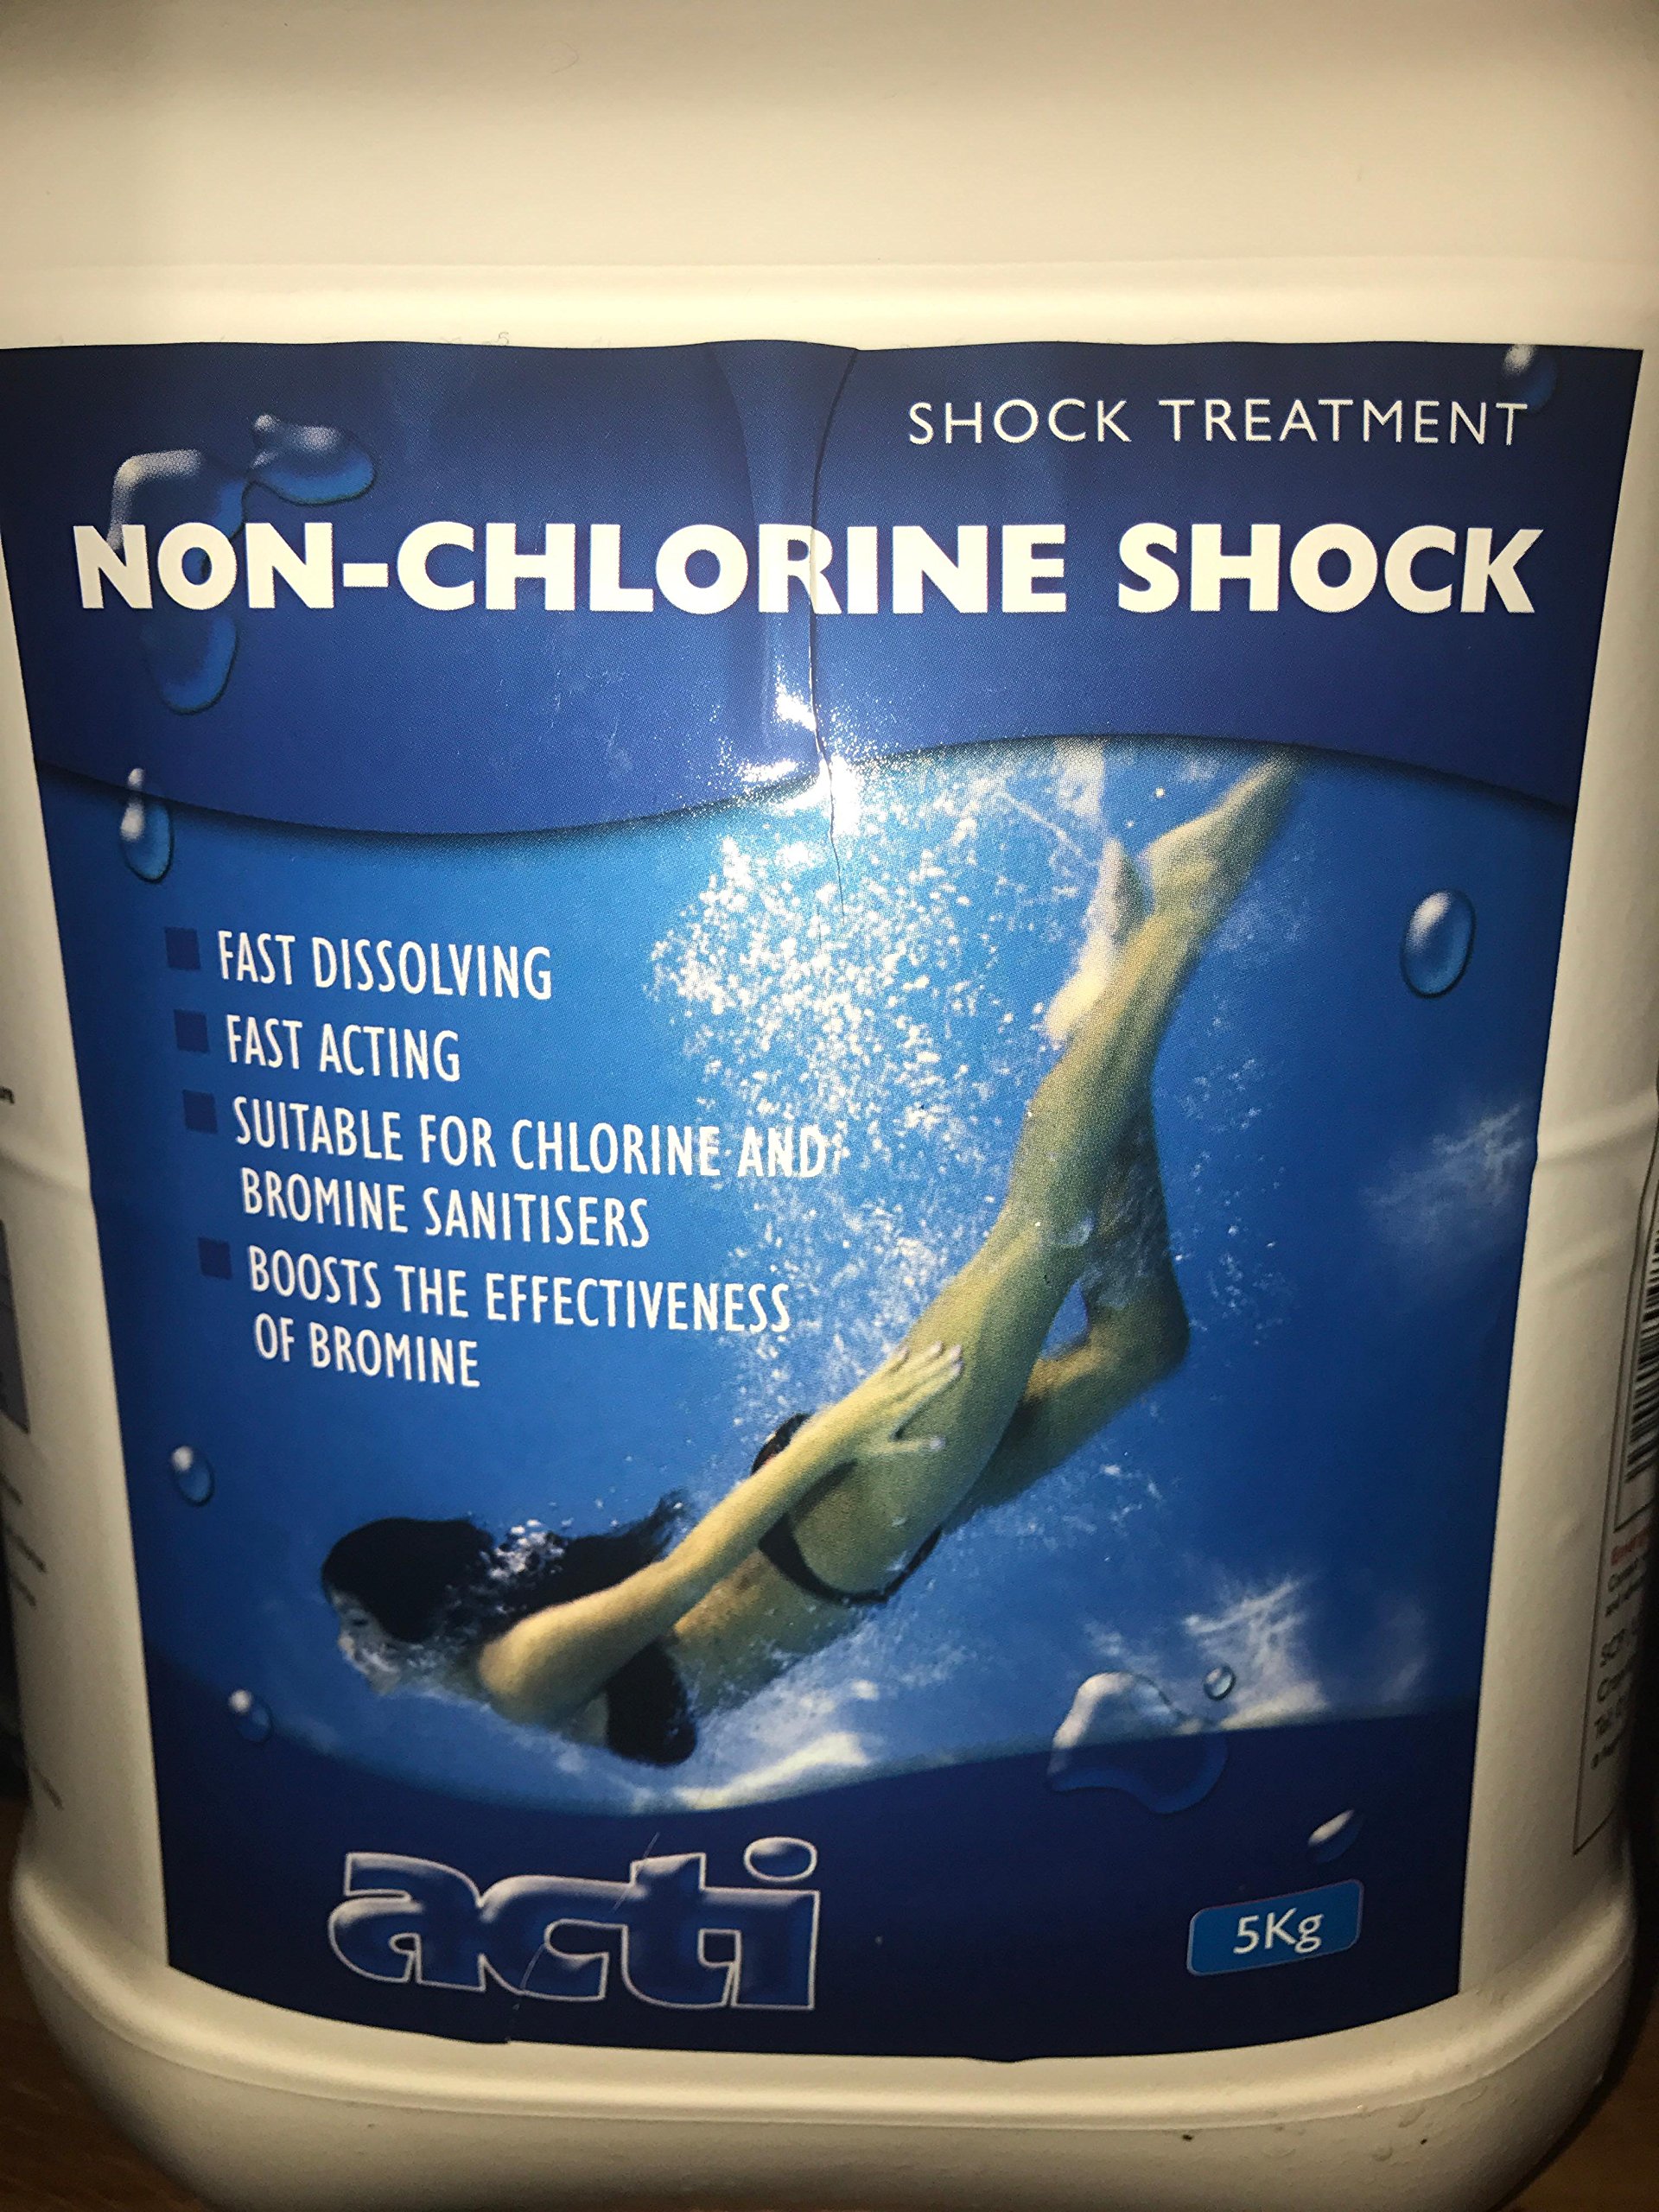 SHOCK TREATMENT
NON-CHLORINE SHOCK
FAST DISSOLVING
FAST ACTING
SUITABLE FOR CHLORINE AND
BROMINE SANITISERS
BOOSTS THE EFFECTIVENESS
OF BROMINE
acti
5Kg